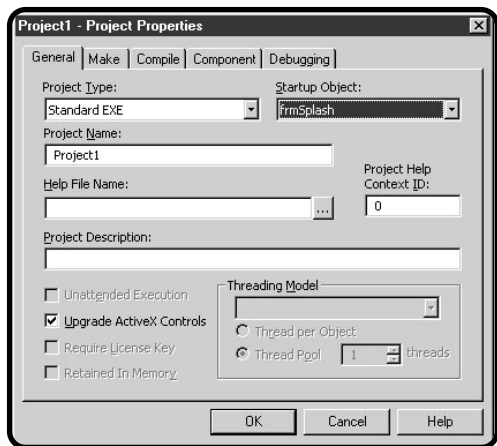 Project1 - Project Properties
General Make Compile Component Debugging
Project Type: Startup Object:
Standard EXE frmSplash
Project Name:
Project1
Project Help
Context ID:
Help File Name:
... 0
Project Description:
Unattended Execution
Upgrade ActiveX Controls
Require License Key
Retained In Memory
Threading Model
Thread per Object
Thread Pool 1 threads
OK Cancel Help